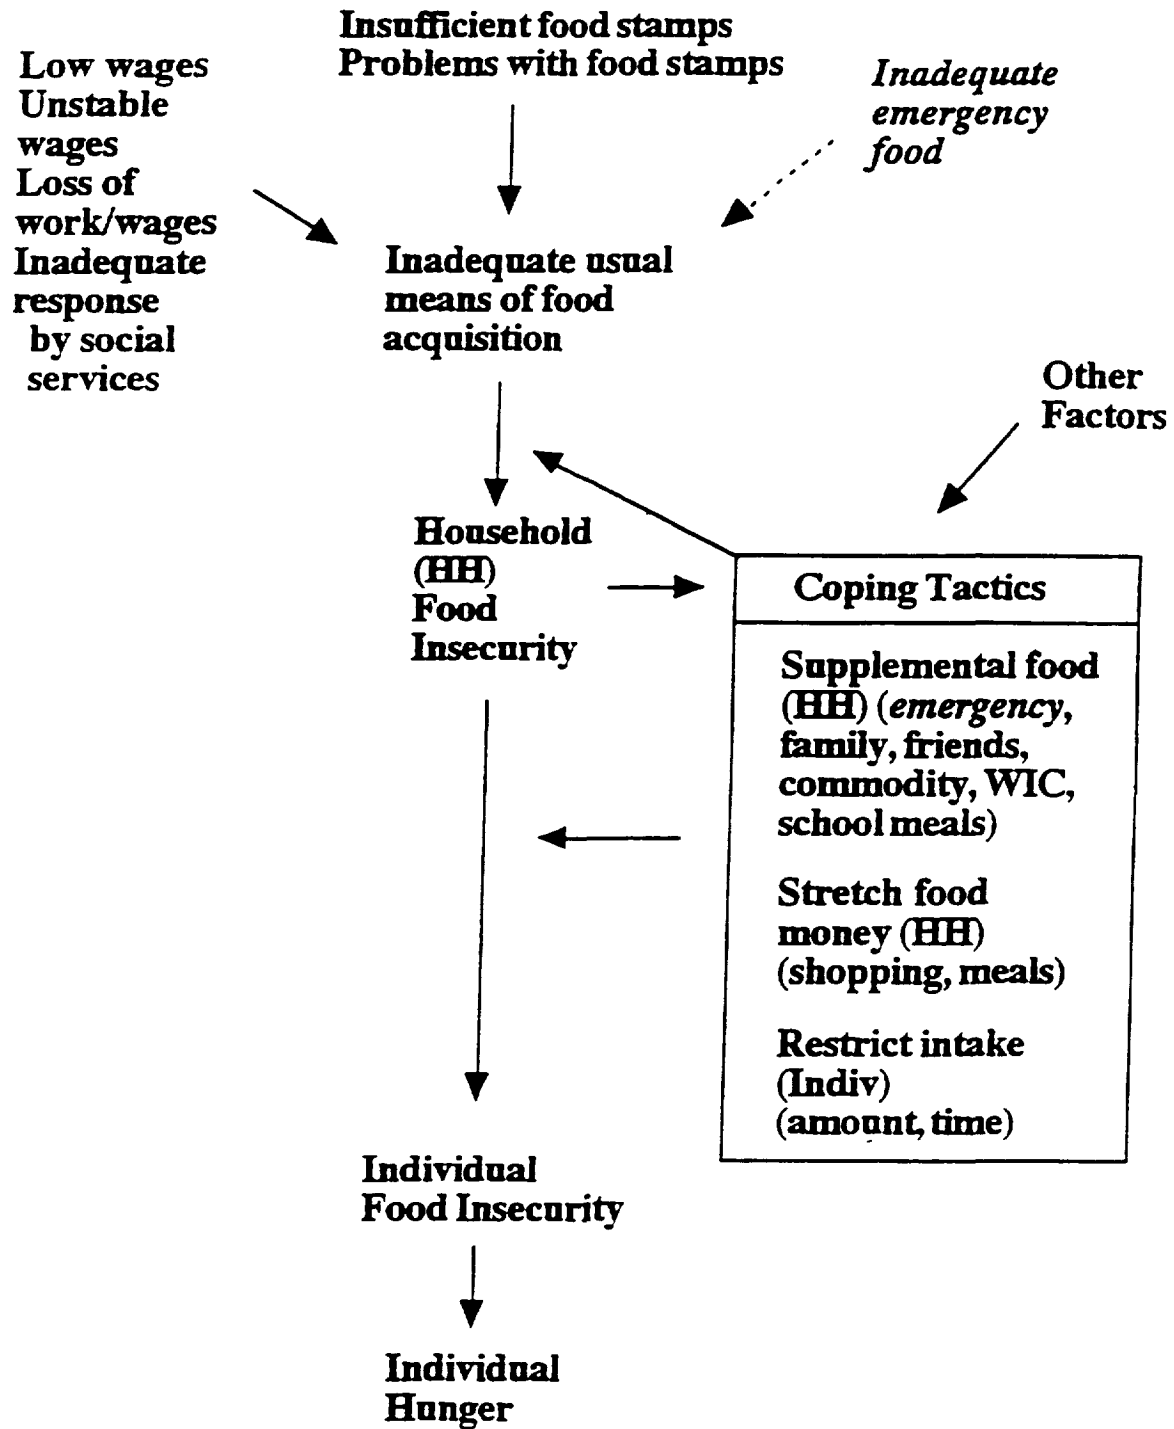 Insufficient food stamps
Problems with food stamps
Low wages
Unstable
wages
Loss of
work/wages
Inadequate
response
by social
services
Inadequate
emergency
food
Inadequate usual
means of food
acquisition
Other
Factors
Household
(HH)
Food
Insecurity
Coping Tactics
Supplemental food
(HH) (emergency,
family, friends,
commodity, WIC,
school meals)
Stretch food
money (HH)
(shopping, meals)
Restrict intake
(Indiv)
(amount, time)
Individual
Food Insecurity
Individual
Hunger